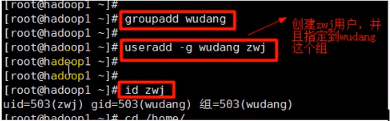 [root@hadoop1 ~]#
[root@hadoop1 ~]# groupadd wudang
[root@hadoop1 ~]#
[root@hadoop1 ~]# useradd -g wudang zwj
[root@hadoop1 ~]#
[root@hadoop1 ~]#
[root@hadoop1 ~]# id zwj
uid=503(zwj) gid=503(wudang) 组=503(wudang)
[root@hadoop1 ~]# cd /home/
创建zwj用户，并
且指定到wudang
这个组